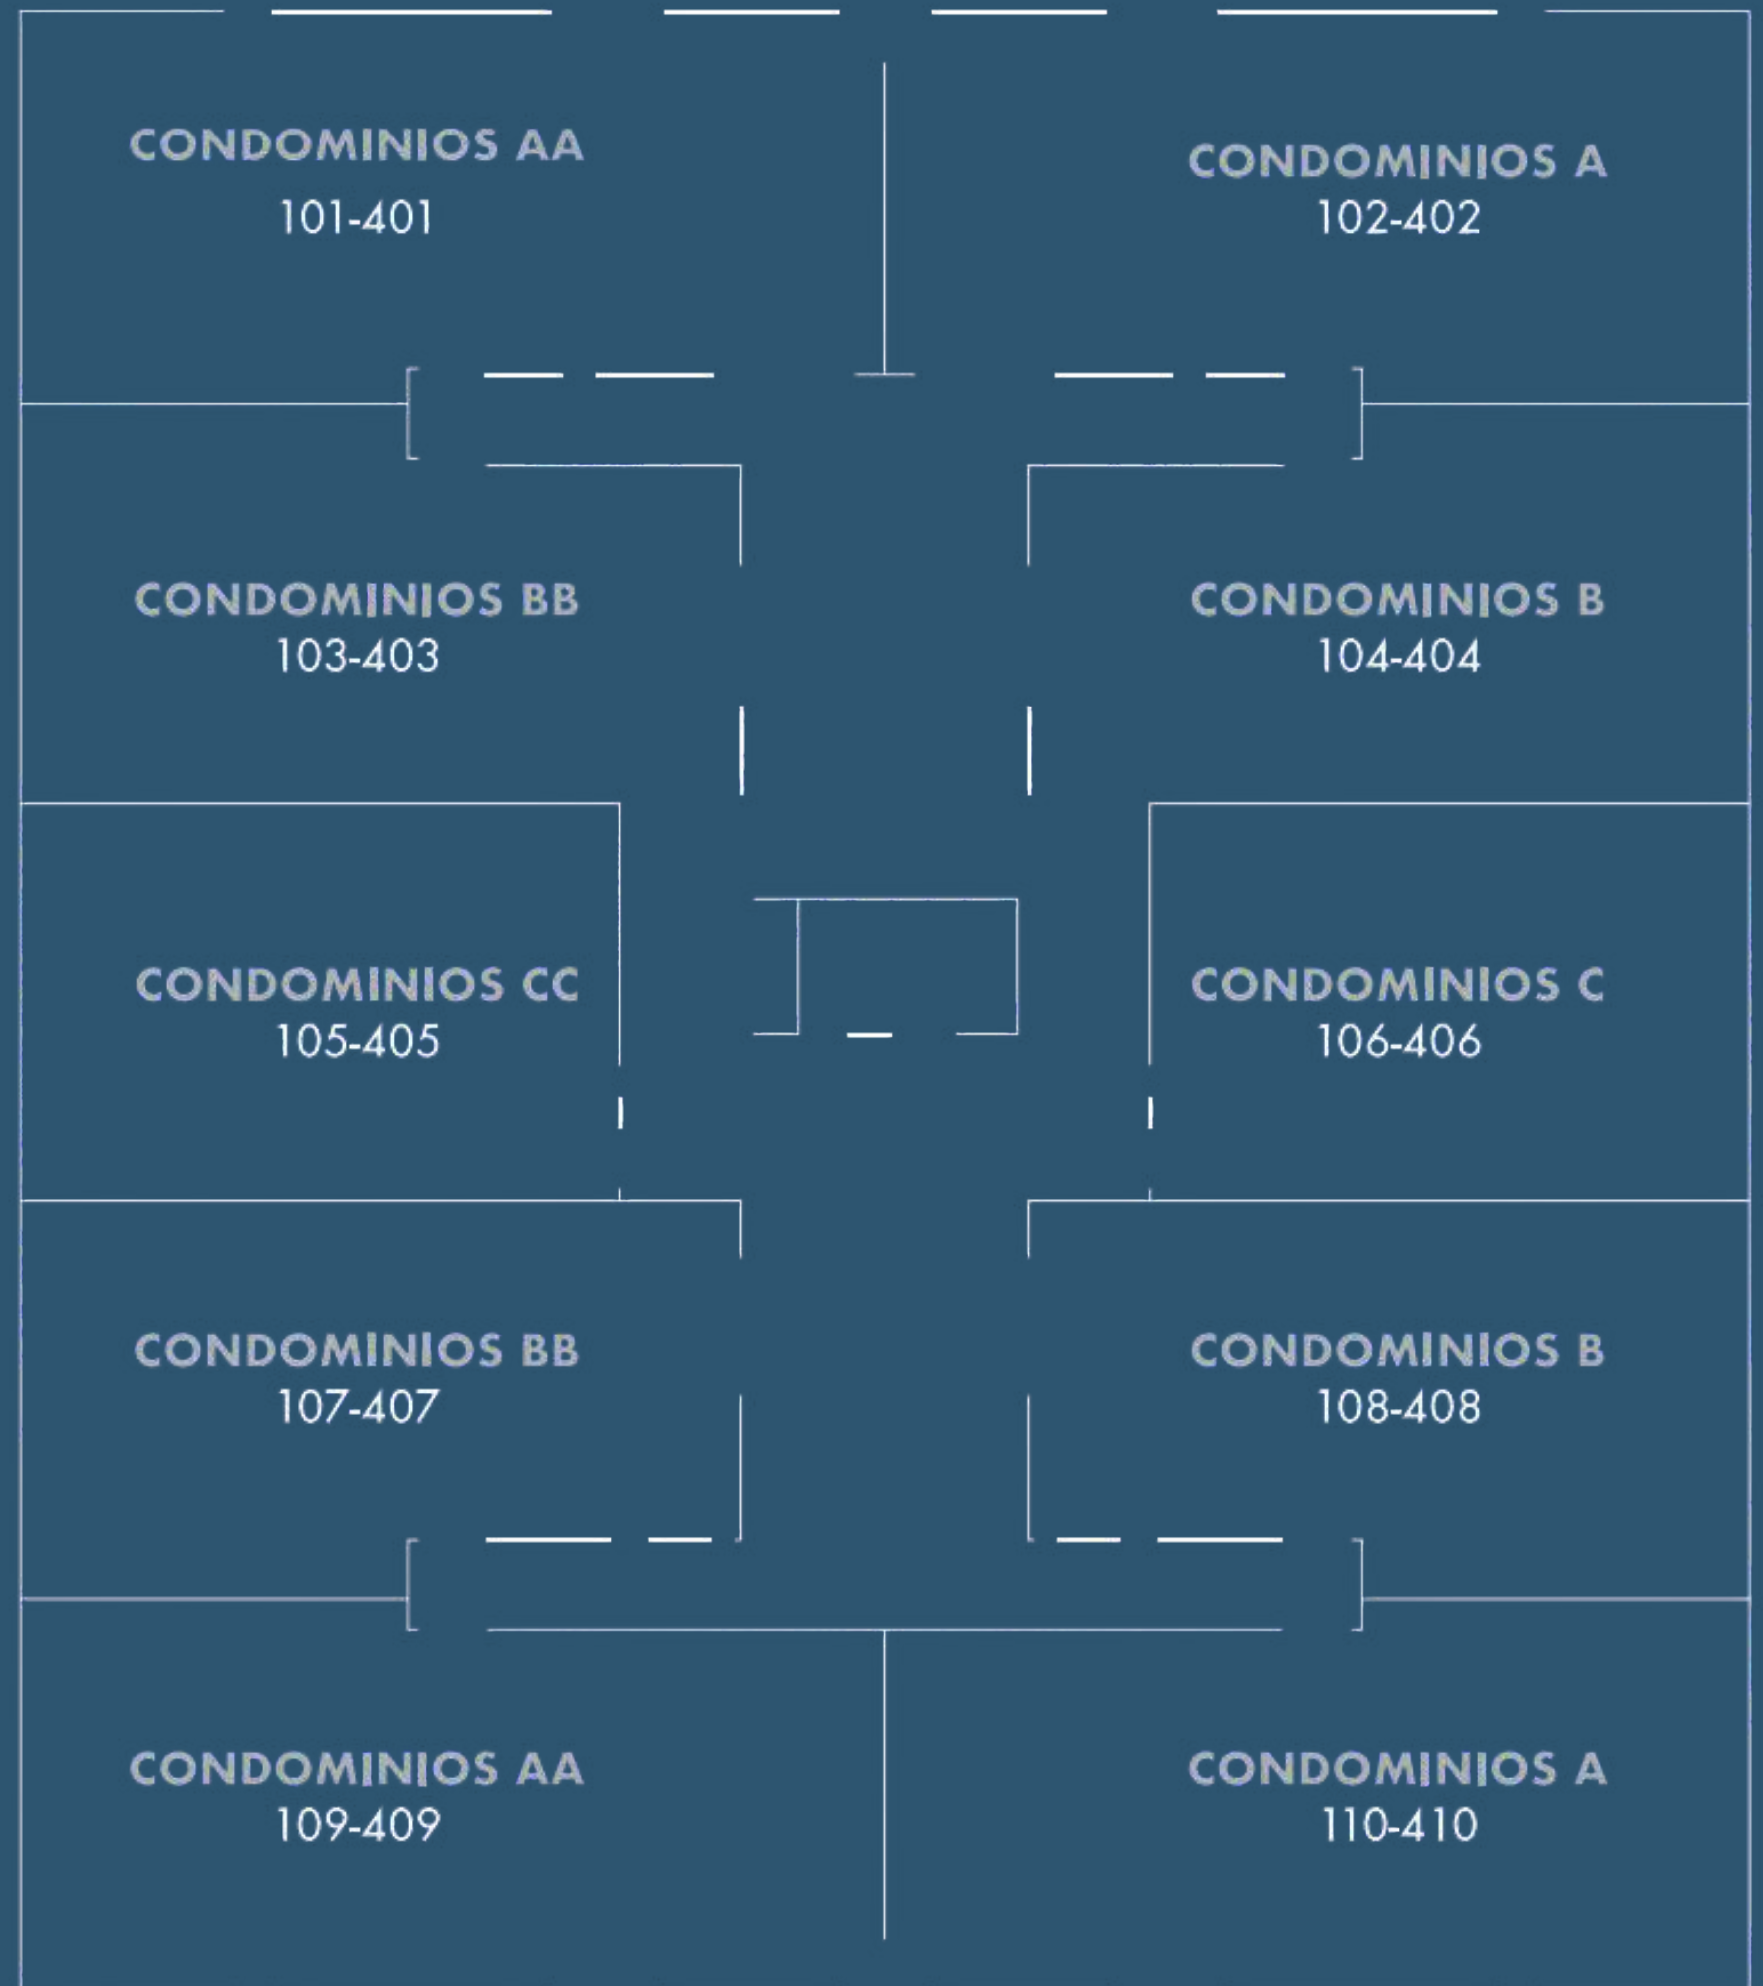 CONDOMINIOS AA
101-401
CONDOMINIOS A
102-402
CONDOMINIOS BB
103-403
CONDOMINIOS B
104-404
CONDOMINIOS CC
105-405
CONDOMINIOS C
106-406
CONDOMINIOS BB
107-407
CONDOMINIOS B
108-408
CONDOMINIOS AA
109-409
CONDOMINIOS A
110-410